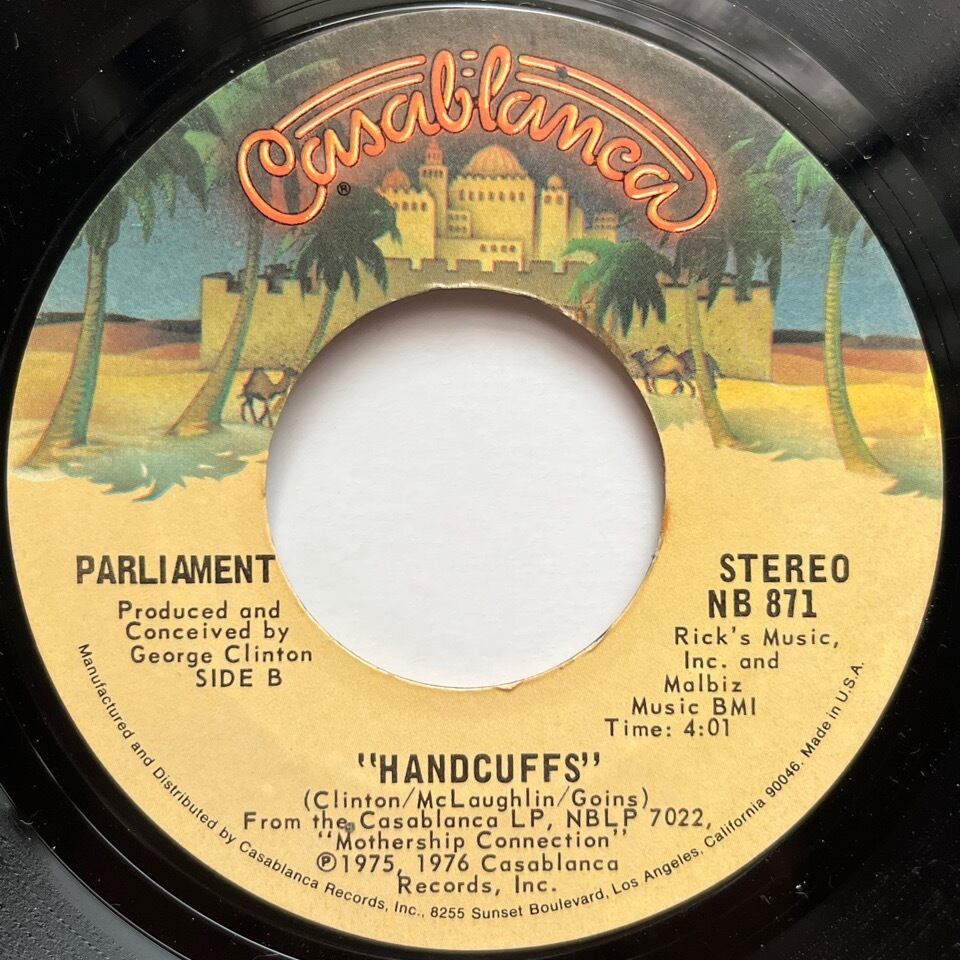 Casablanca
®
PARLIAMENT
Produced and
Conceived by
George Clinton
SIDE B
STEREO
NB 871
Rick's Music,
Inc. and
Malbiz
Music BMI
Time: 4:01
"HANDCUFFS"
(Clinton/McLaughlin/Goins)
From the Casablanca LP, NBLP 7022,
"Mothership Connection"
℗1975, 1976 Casablanca
Records, Inc.
Manufactured and Distributed by Casablanca Records, Inc., 8255 Sunset Boulevard, Los Angeles, California 90046. Made in U.S.A.